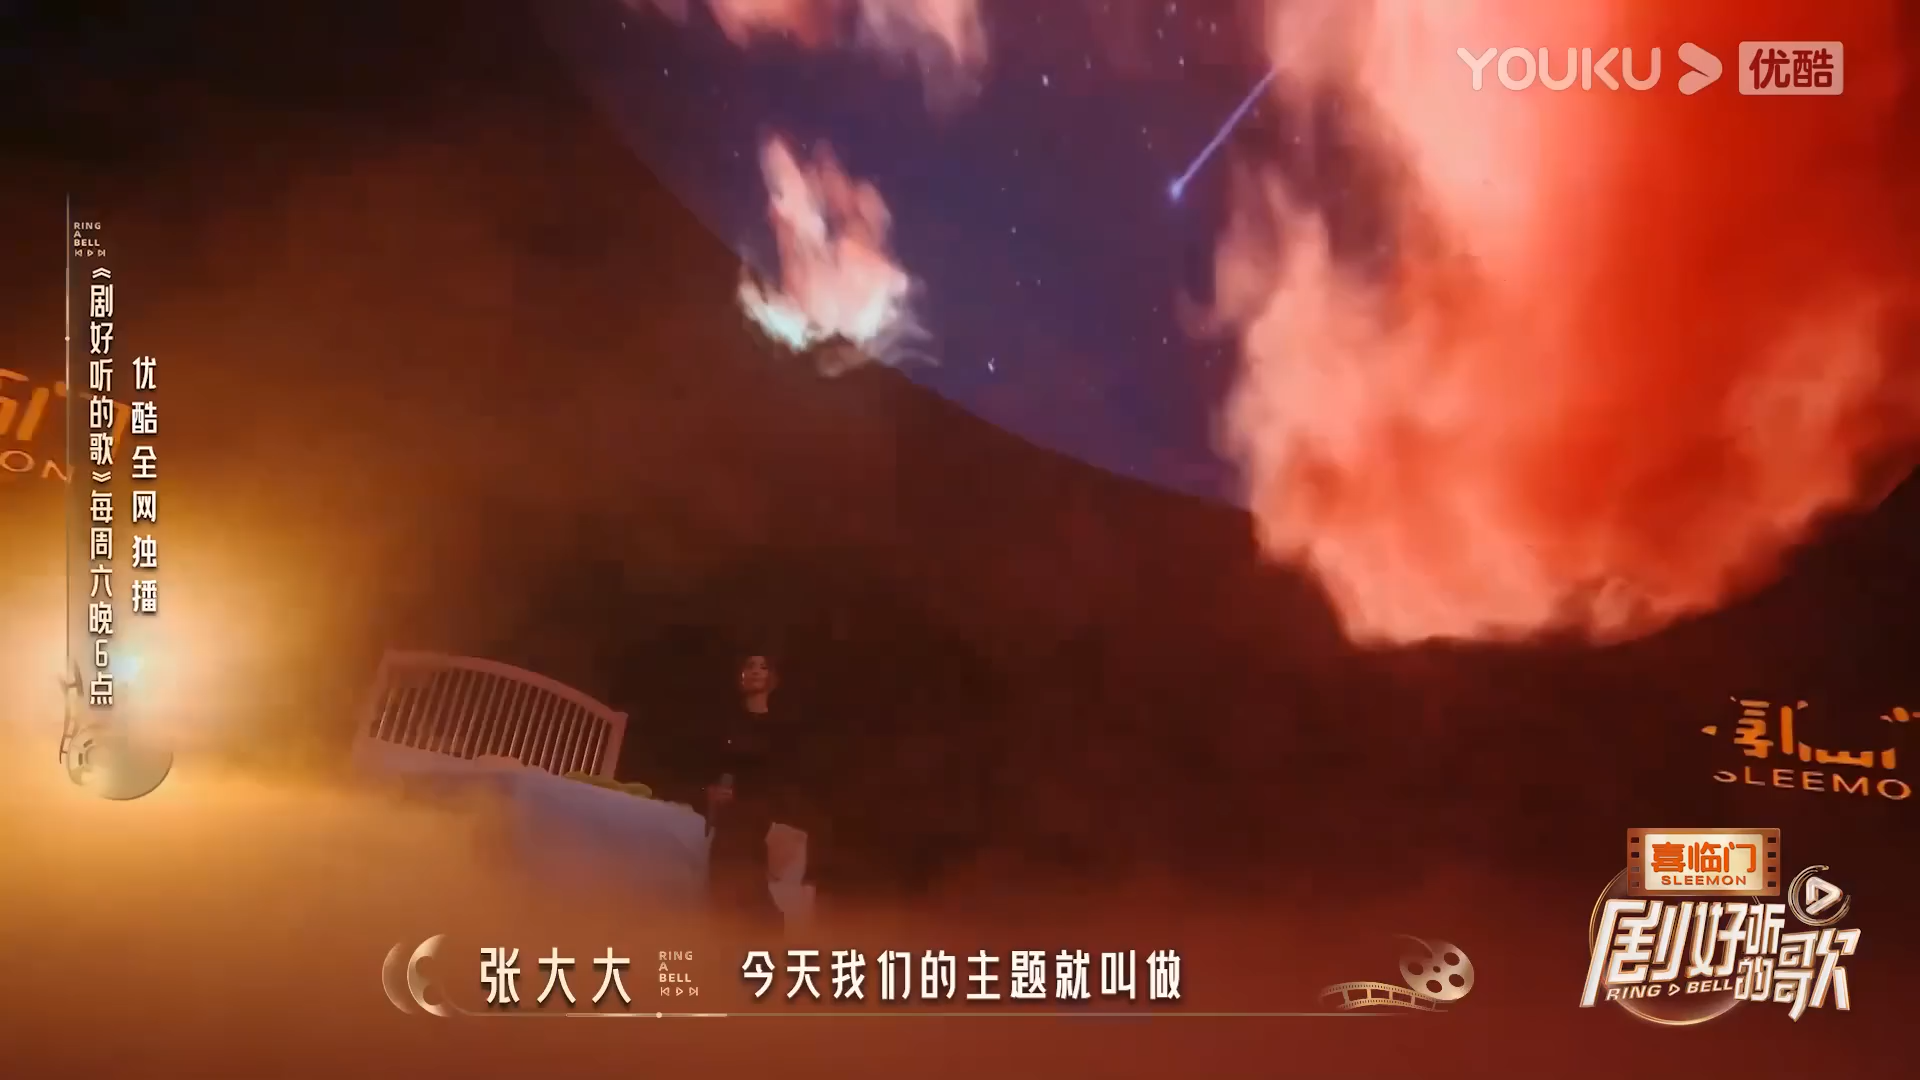 YOUKU 优酷
RING
A
BELL
《剧好听的歌》每周六晚6点
优酷全网独播
SLEEMO
喜临门
SLEEMON
剧好听的歌
RING BELL
张大大
RING
A
BELL
今天我们的主题就叫做